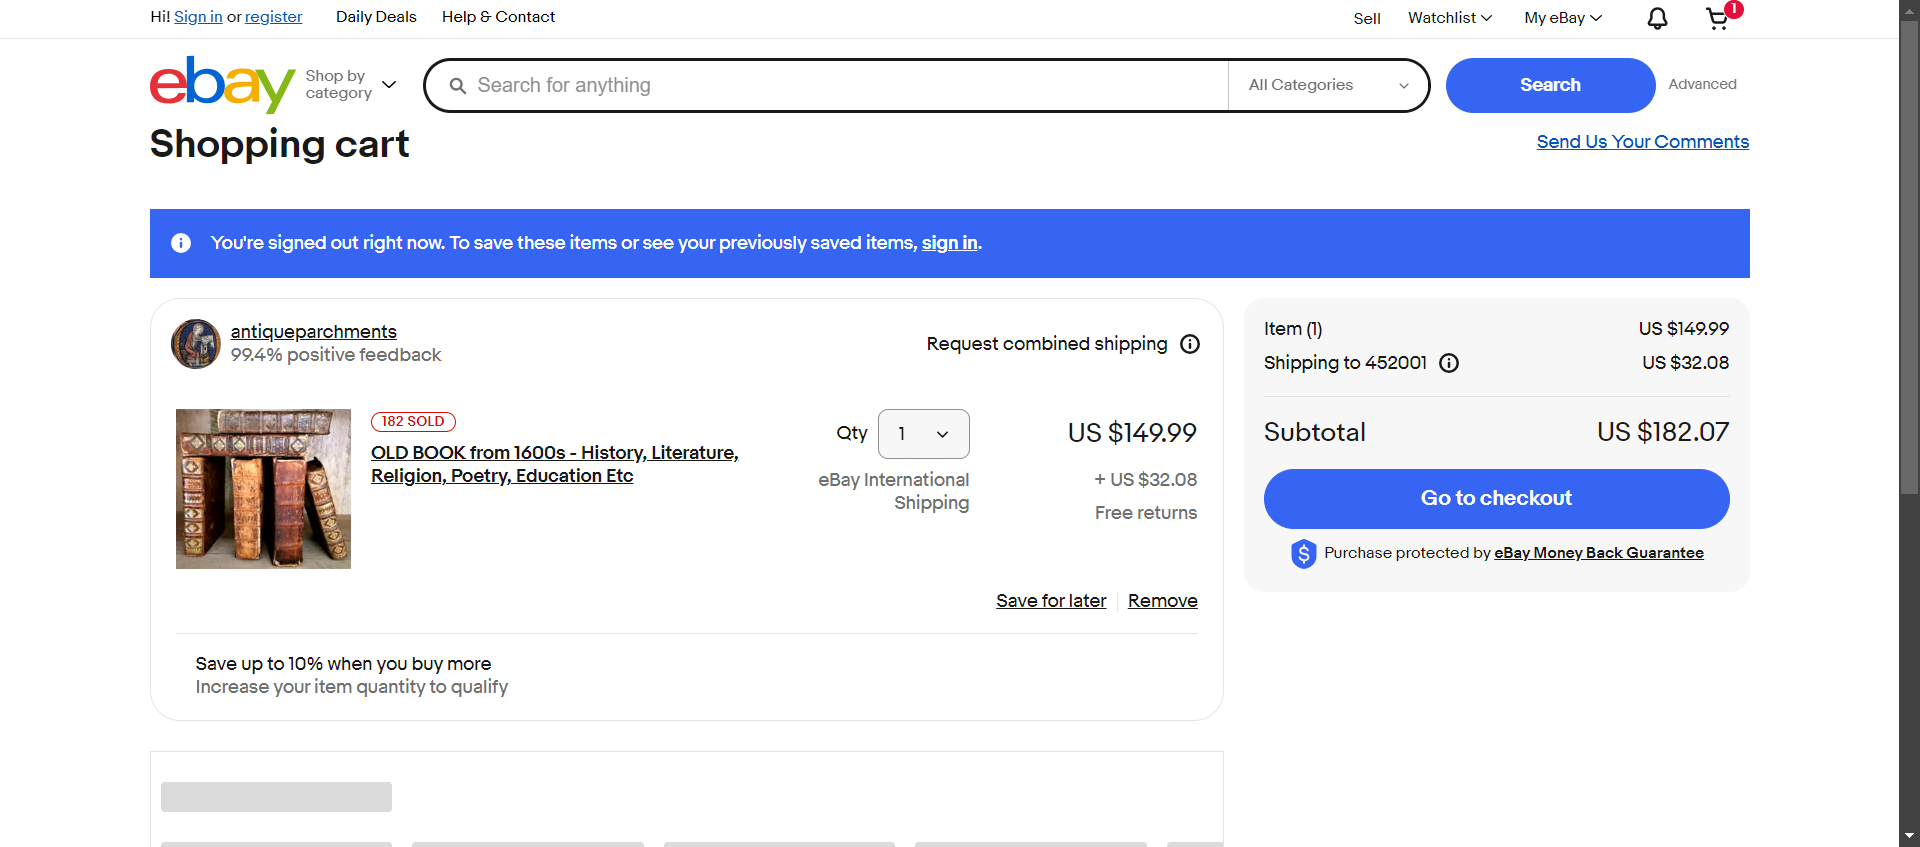 Hi! Sign in or register
Daily Deals
Help & Contact
Sell
Watchlist
My eBay
1
ebay
Shop by
category
Search for anything
All Categories
Search
Advanced
Shopping cart
Send Us Your Comments
You're signed out right now. To save these items or see your previously saved items, sign in.
antiqueparchments
99.4% positive feedback
Request combined shipping
182 SOLD
OLD BOOK from 1600s - History, Literature,
Religion, Poetry, Education Etc
Qty
1
US $149.99
eBay International
Shipping
+ US $32.08
Free returns
Save for later
Remove
Save up to 10% when you buy more
Increase your item quantity to qualify
Item (1)
US $149.99
Shipping to 452001
US $32.08
Subtotal
US $182.07
Go to checkout
$
Purchase protected by eBay Money Back Guarantee